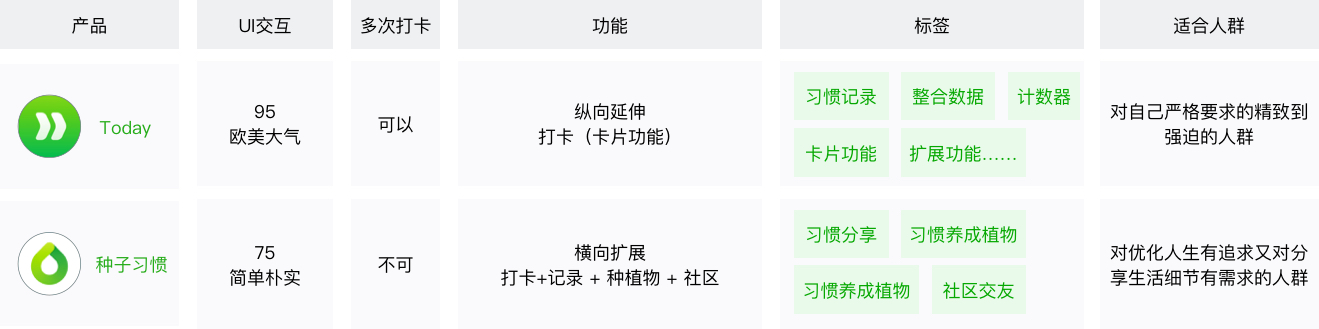 产品
UI交互
多次打卡
功能
标签
适合人群
Today
95
欧美大气
可以
纵向延伸
打卡（卡片功能）
习惯记录
整合数据
计数器
卡片功能
扩展功能……
对自己严格要求的精致到
强迫的人群
种子习惯
75
简单朴实
不可
横向扩展
打卡+记录 + 种植物 + 社区
习惯分享
习惯养成植物
习惯养成植物
社区交友
对优化人生有追求又对分
享生活细节有需求的人群